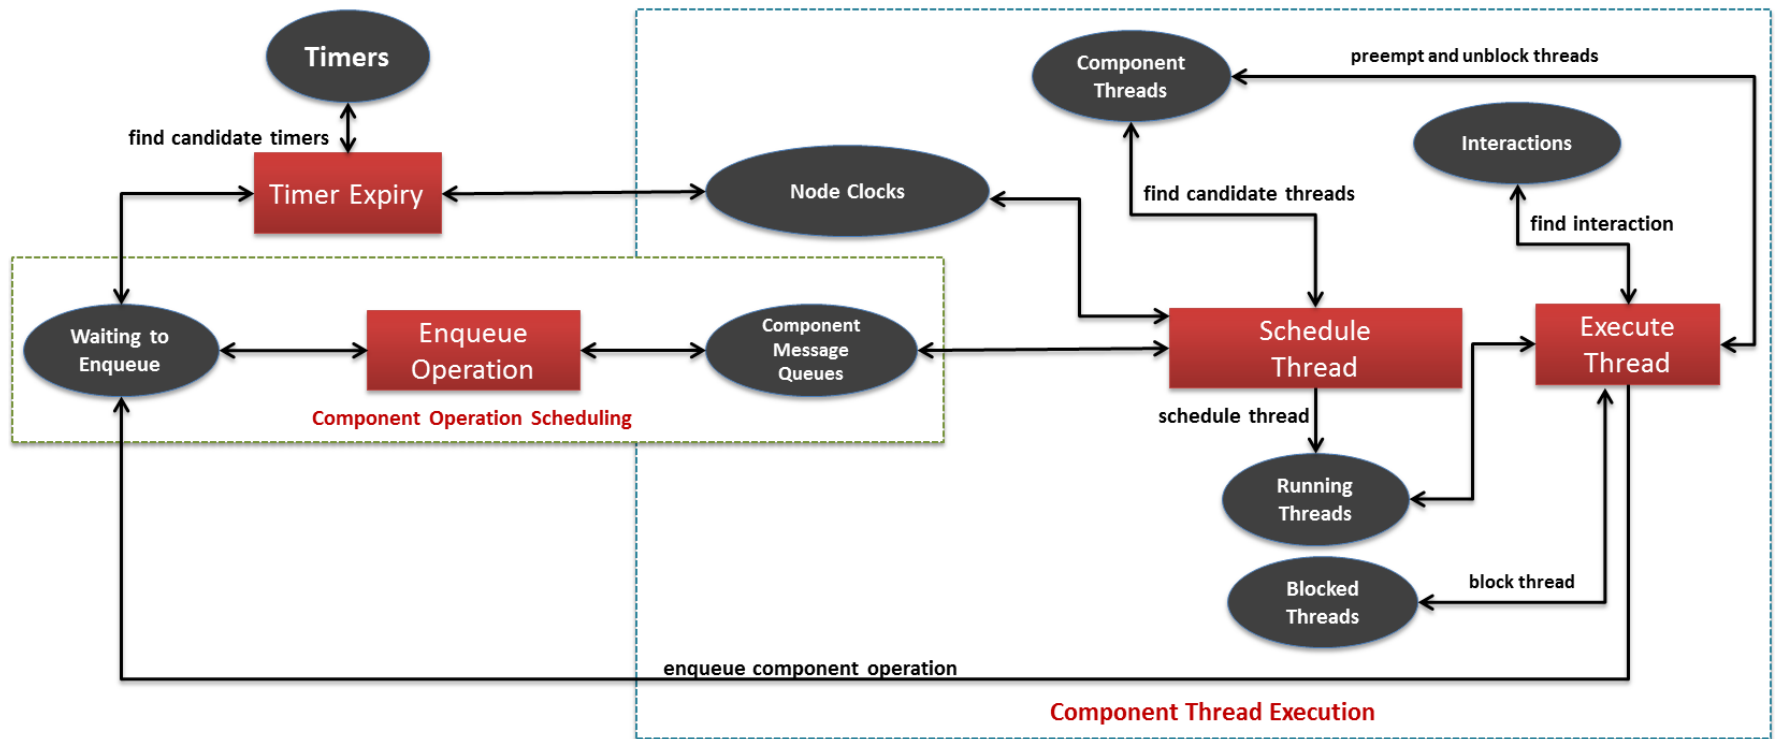 Timers
find candidate timers
Timer Expiry
Component
Threads
preempt and unblock threads
Interactions
Node Clocks
find candidate threads
find interaction
Waiting to
Enqueue
Enqueue
Operation
Component
Message
Queues
Schedule
Thread
Execute
Thread
Component Operation Scheduling
schedule thread
Running
Threads
Blocked
Threads
block thread
enqueue component operation
Component Thread Execution